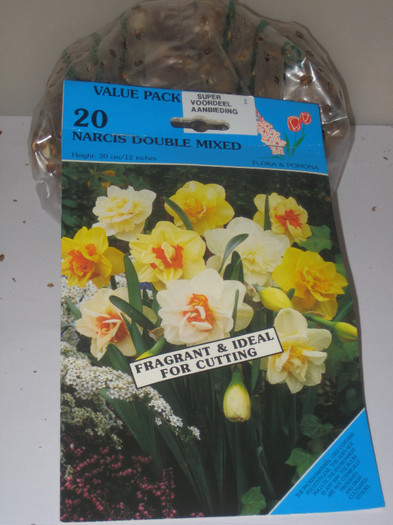 VALUE PACK
SUPER
VOORDEEL
AANBIEDING
20
NARCIS DOUBLE MIXED
Height: 30 cm/12 inches
FLORA & POMONA
FRAGRANT & IDEAL
FOR CUTTING